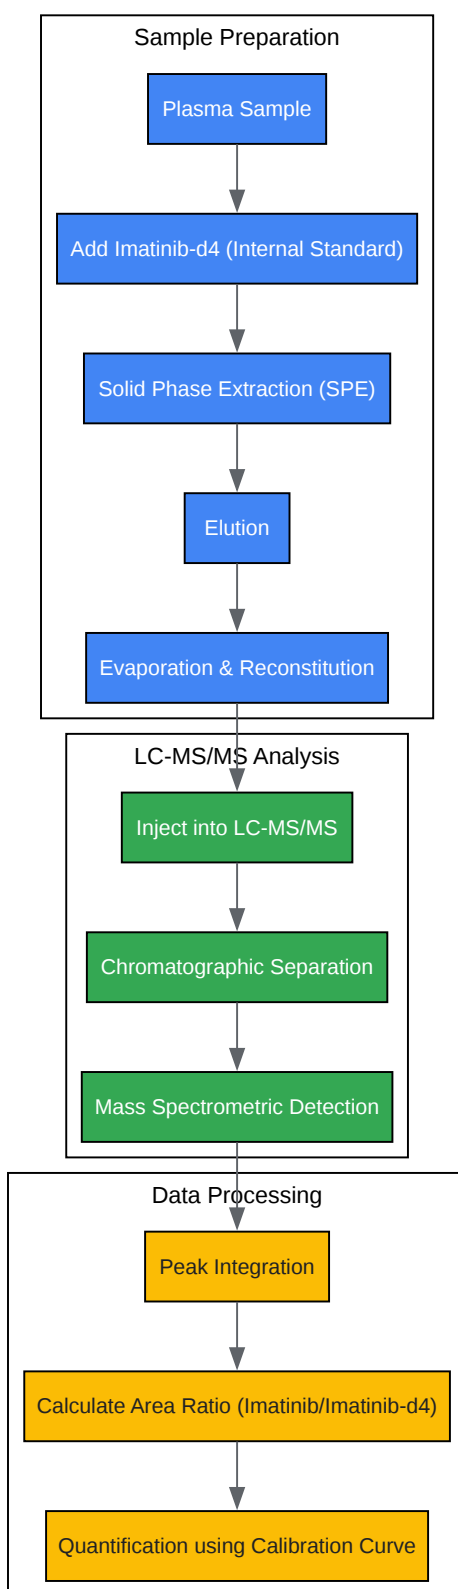 Sample Preparation
Plasma Sample
Add Imatinib-d4 (Internal Standard)
Solid Phase Extraction (SPE)
Elution
Evaporation & Reconstitution
LC-MS/MS Analysis
Inject into LC-MS/MS
Chromatographic Separation
Mass Spectrometric Detection
Data Processing
Peak Integration
Calculate Area Ratio (Imatinib/Imatinib-d4)
Quantification using Calibration Curve